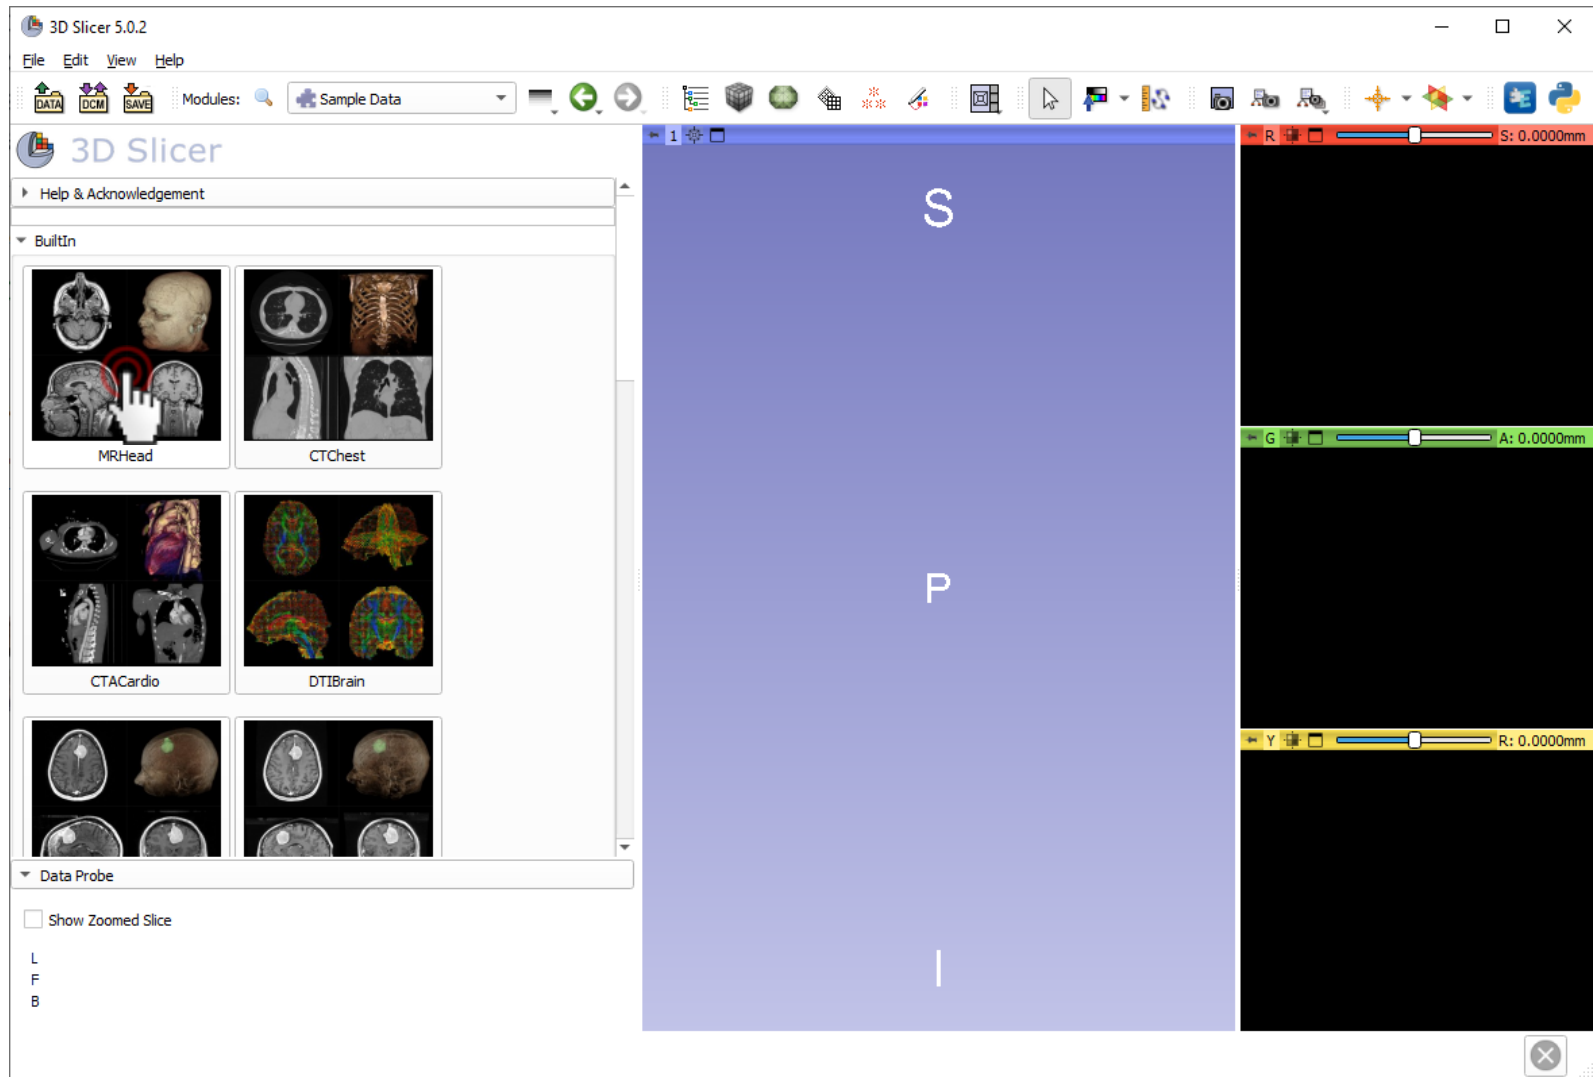 3D Slicer 5.0.2
File Edit View Help
DATA DCM SAVE Modules: Sample Data
3D Slicer
1
R S: 0.0000mm
Help & Acknowledgement
S
BuiltIn
MRHead CTChest
G A: 0.0000mm
P
CTACardio DTIBrain
Y R: 0.0000mm
Data Probe
Show Zoomed Slice
L
F
B
I